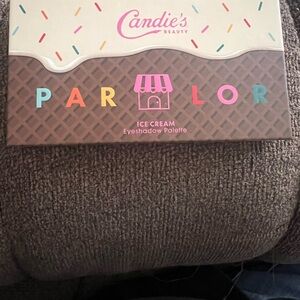 Candie's
BEAUTY
PAR LOR
ICE CREAM
Eyeshadow Palette